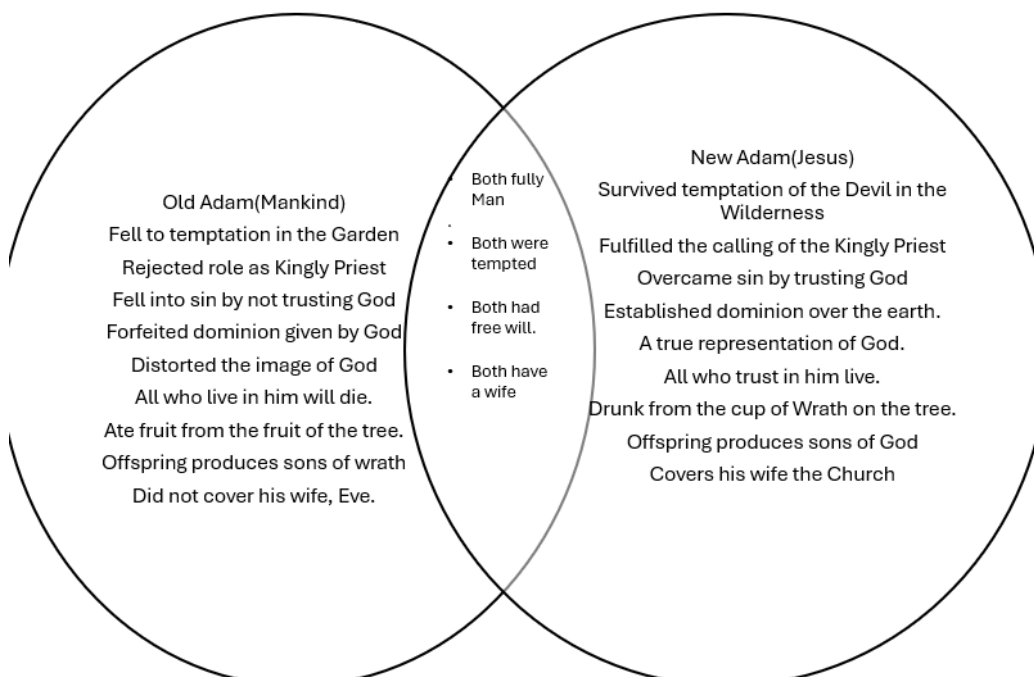 Old Adam(Mankind)
Fell to temptation in the Garden
Rejected role as Kingly Priest
Fell into sin by not trusting God
Forfeited dominion given by God
Distorted the image of God
All who live in him will die.
Ate fruit from the fruit of the tree.
Offspring produces sons of wrath
Did not cover his wife, Eve.
• Both fully
Man
.
• Both were
tempted
• Both had
free will.
• Both have
a wife
New Adam(Jesus)
Survived temptation of the Devil in the
Wilderness
Fulfilled the calling of the Kingly Priest
Overcame sin by trusting God
Established dominion over the earth.
A true representation of God.
All who trust in him live.
Drunk from the cup of Wrath on the tree.
Offspring produces sons of God
Covers his wife the Church